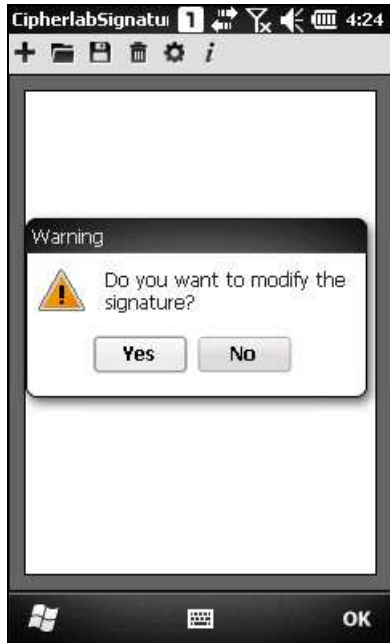 CipherlabSignatu 1 4:24
i
Warning
Do you want to modify the
signature?
Yes No
OK